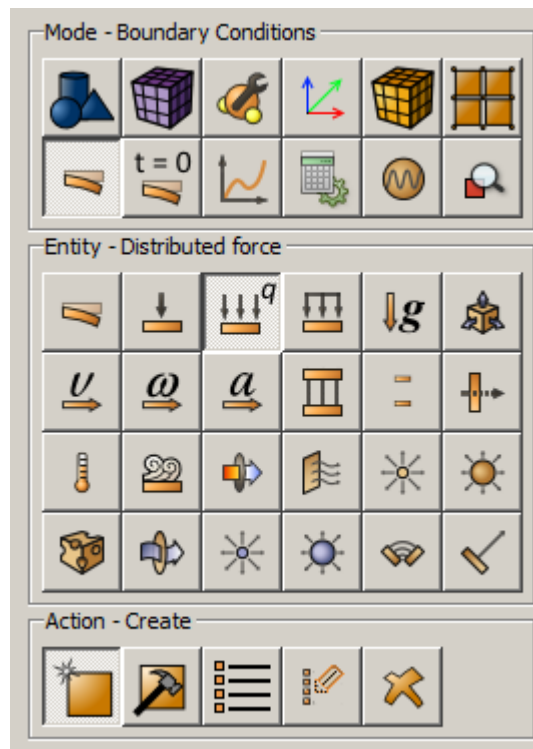 Mode - Boundary Conditions
t = 0
Entity - Distributed force
q
g
υ
ω
a
Action - Create